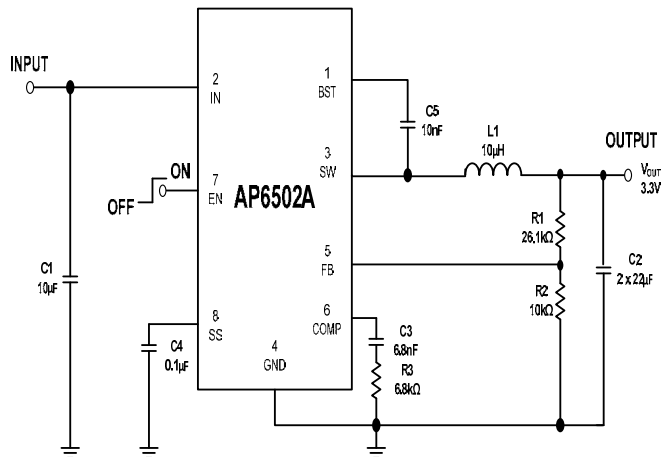 INPUT
2
IN
1
BST
C5
10nF
L1
10µH
OUTPUT
V_OUT
3.3V
3
SW
ON
OFF
7
EN
AP6502A
R1
26.1kΩ
5
FB
C1
10µF
C2
2 x 22µF
R2
10kΩ
6
COMP
8
SS
C4
0.1µF
4
GND
C3
6.8nF
R3
6.8kΩ